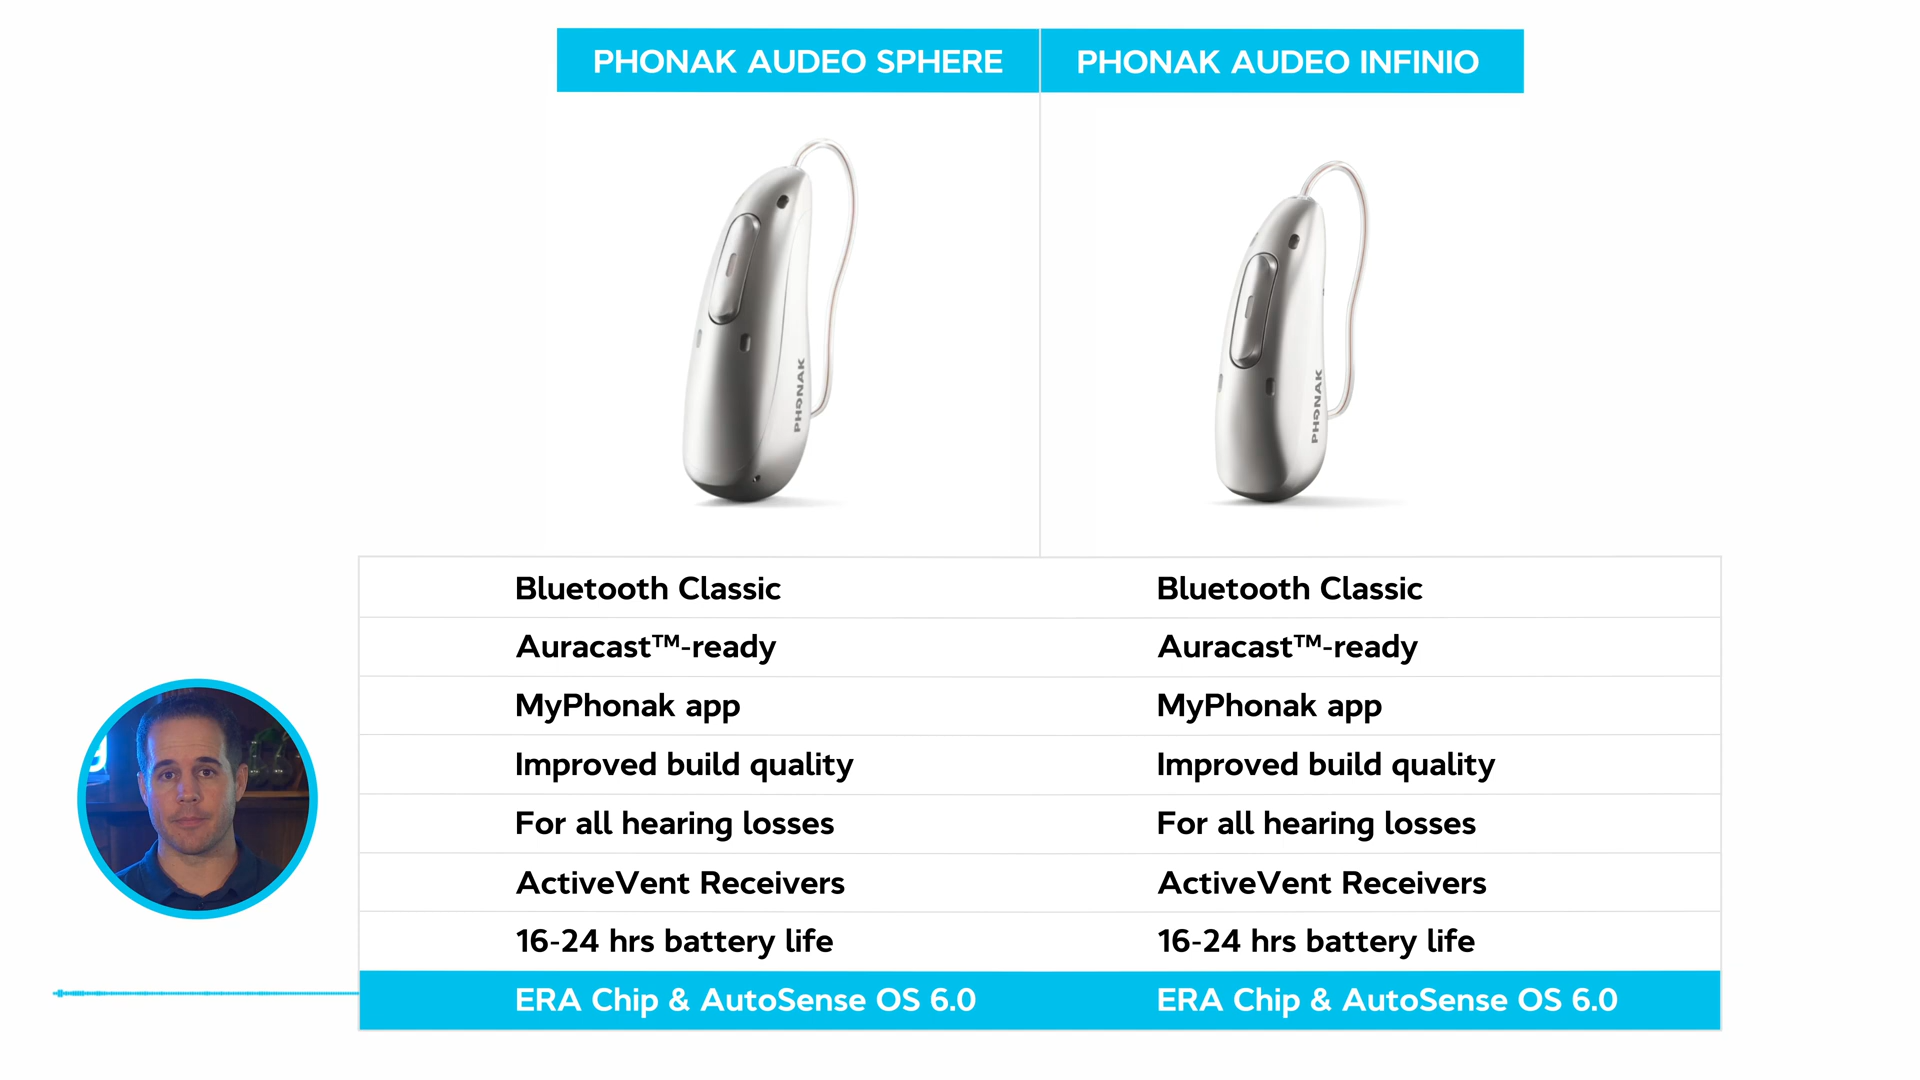 PHONAK AUDEO SPHERE
PHONAK AUDEO INFINIO
PHONAK
PHONAK
Bluetooth Classic
Bluetooth Classic
Auracast™-ready
Auracast™-ready
MyPhonak app
MyPhonak app
Improved build quality
Improved build quality
For all hearing losses
For all hearing losses
ActiveVent Receivers
ActiveVent Receivers
16-24 hrs battery life
16-24 hrs battery life
ERA Chip & AutoSense OS 6.0
ERA Chip & AutoSense OS 6.0